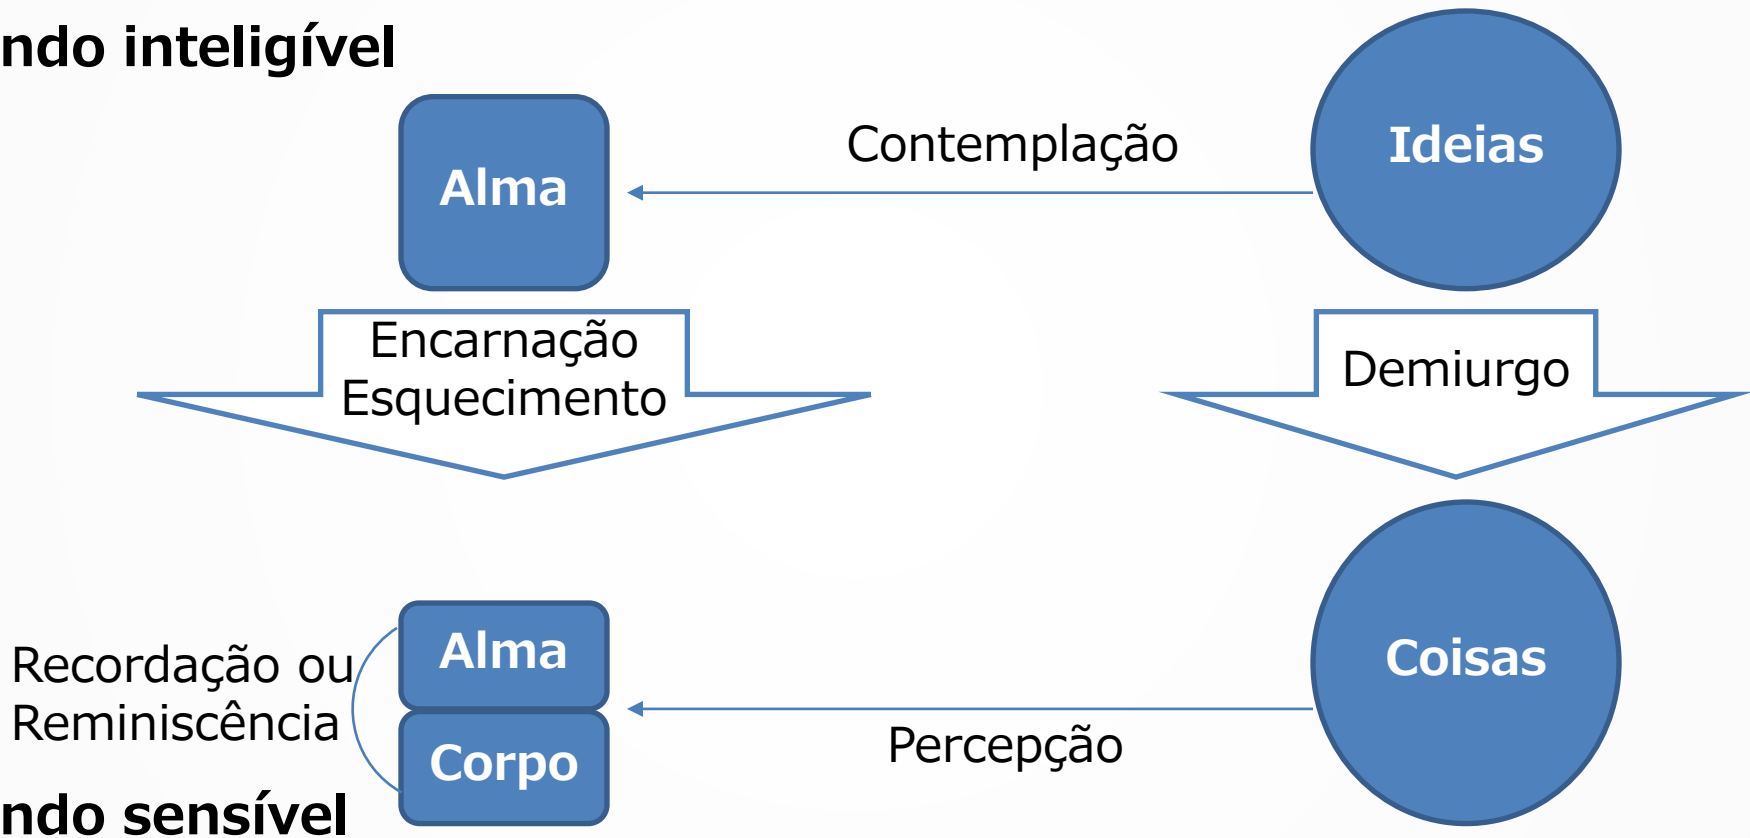 ndo inteligível
Contemplação
Ideias
Alma
Encarnação
Esquecimento
Demiurgo
Recordação ou
Reminiscência
Alma
Corpo
Coisas
Percepção
ndo sensível